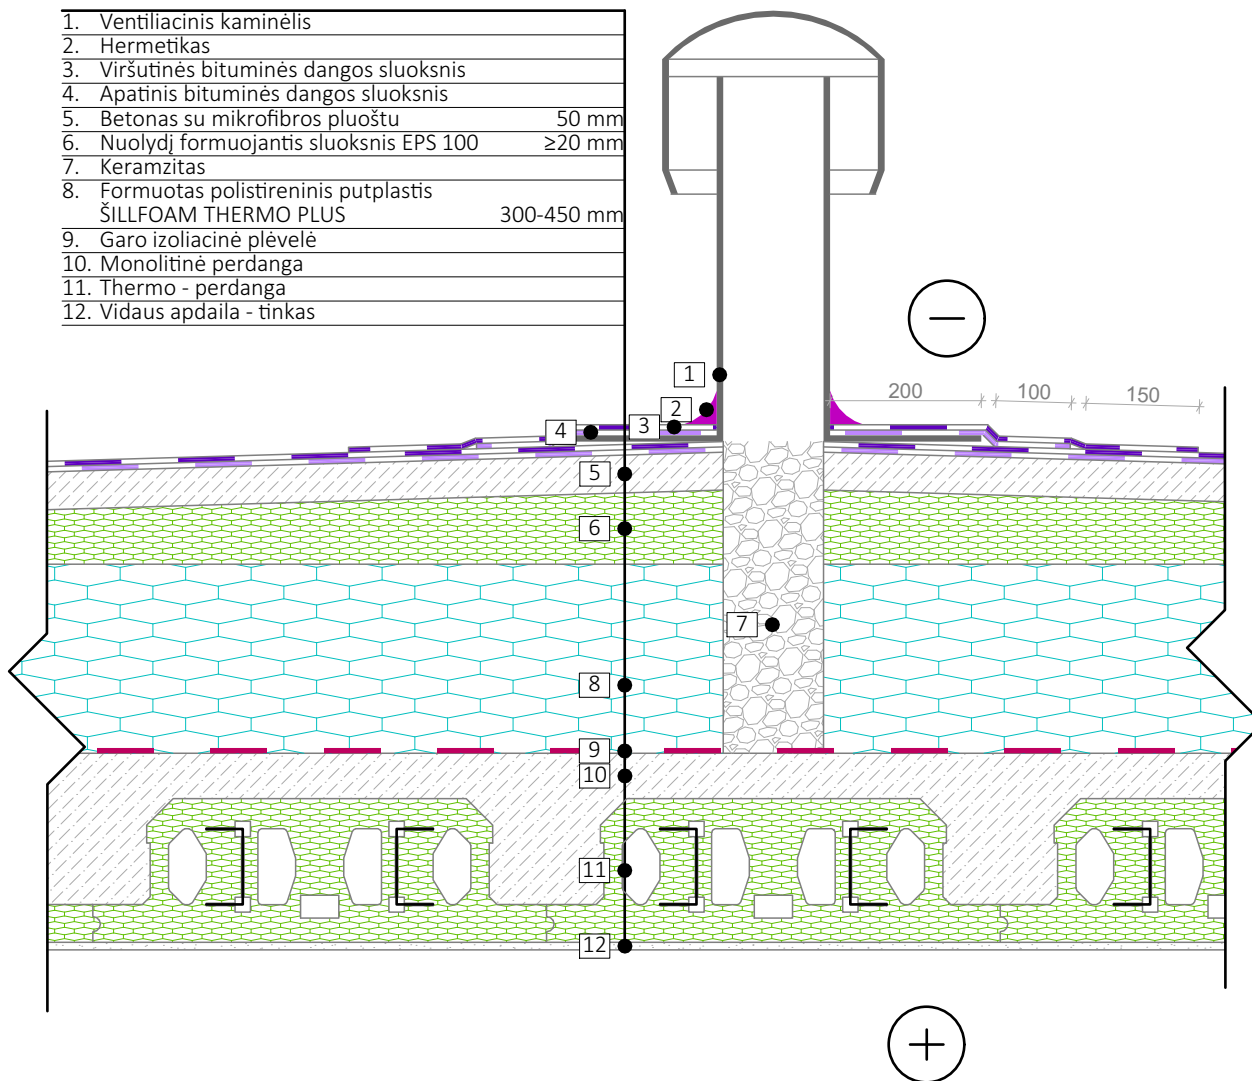 1. Ventiliacinis kaminėlis
2. Hermetikas
3. Viršutinės bituminės dangos sluoksnis
4. Apatinis bituminės dangos sluoksnis
5. Betonas su mikrofibros pluoštu 50 mm
6. Nuolydį formuojantis sluoksnis EPS 100 ≥20 mm
7. Keramzitas
8. Formuotas polistireninis putplastis
ŠILLFOAM THERMO PLUS 300-450 mm
9. Garo izoliacinė plėvelė
10. Monolitinė perdanga
11. Thermo - perdanga
12. Vidaus apdaila - tinkas
1
200 100 150
2
3
4
5
6
7
8
9
10
11
12